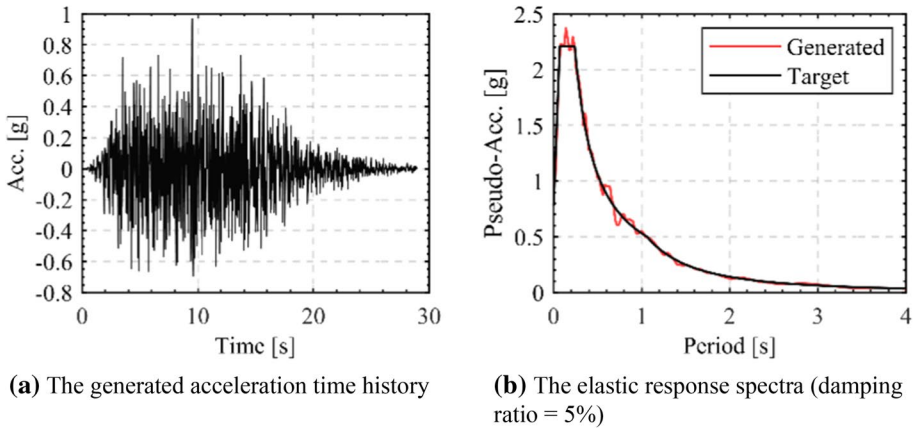 1
0.8
0.6
0.4
0.2
0
-0.2
-0.4
-0.6
-0.8
Acc. [g]
0 10 20 30
Time [s]
(a) The generated acceleration time history
2.5
2
1.5
1
0.5
0
Pseudo-Acc. [g]
Generated
Target
0 1 2 3 4
Period [s]
(b) The elastic response spectra (damping
ratio = 5%)